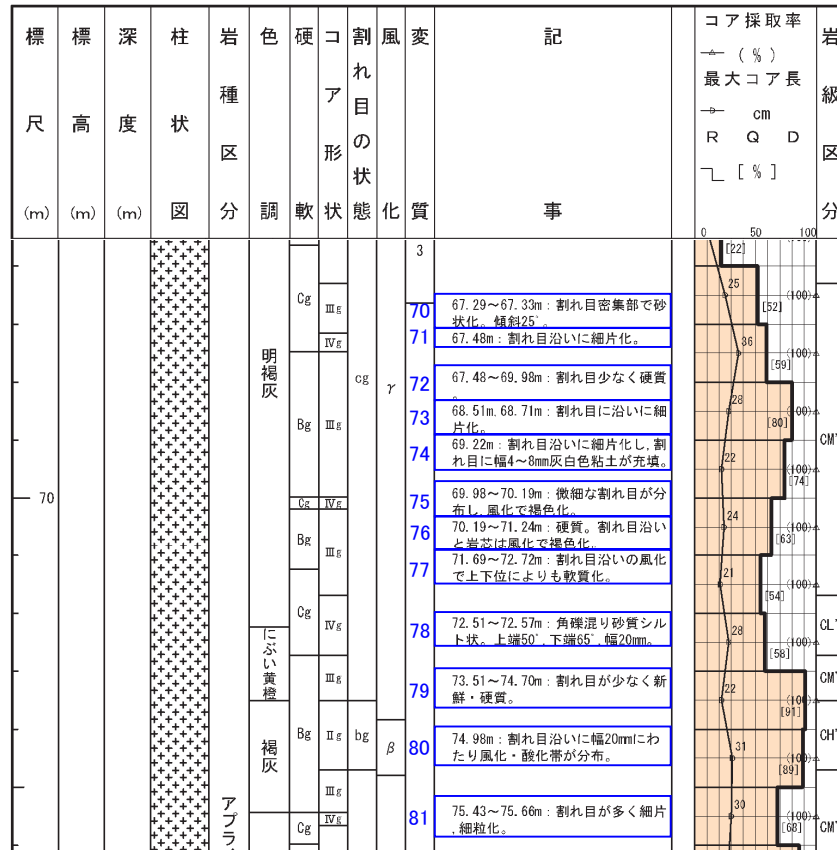 標尺(m)
標高(m)
深度(m)
柱状図
岩種区分
色調
硬軟
コア形状
割れ目の状態
風化
変質
記事
コア採取率
(%)
最大コア長
cm
R Q D
[%]
岩級区分
0 50 100
3
[22]
Cg
Ⅲg
25
(100)
70
67.29～67.33m:割れ目密集部で砂
状化。傾斜25°。
[52]
71
67.48m:割れ目沿いに細片化。
Ⅳg
36
(100)
[59]
明褐灰
cg
γ
72
67.48～69.98m:割れ目少なく硬質
。
28
(100)
[80]
Bg
Ⅲg
73
68.51m.68.71m:割れ目に沿いに細
片化。
CM'
74
69.22m:割れ目沿いに細片化し,割
れ目に幅4～8mm灰白色粘土が充填。
22
(100)
[74]
70
Cg
Ⅳg
75
69.98～70.19m:微細な割れ目が分
布し,風化で褐色化。
24
(100)
[63]
Bg
Ⅲg
76
70.19～71.24m:硬質。割れ目沿い
と岩芯は風化で褐色化。
77
71.69～72.72m:割れ目沿いの風化
で上下位によりも軟質化。
21
(100)
[54]
Cg
Ⅳg
78
72.51～72.57m:角礫混り砂質シル
ト状。上端50°,下端65°,幅20mm。
28
(100)
[58]
CL'
にぶい黄橙
Ⅲg
79
73.51～74.70m:割れ目が少なく新
鮮・硬質。
22
(100)
[91]
CM'
褐灰
Bg
Ⅱg
bg
β
80
74.98m:割れ目沿いに幅20mmにわ
たり風化・酸化帯が分布。
31
(100)
[89]
CH'
Ⅲg
アプラ
Ⅳg
Cg
81
75.43～75.66m:割れ目が多く細片
,細粒化。
30
(100)
[68]
CM'